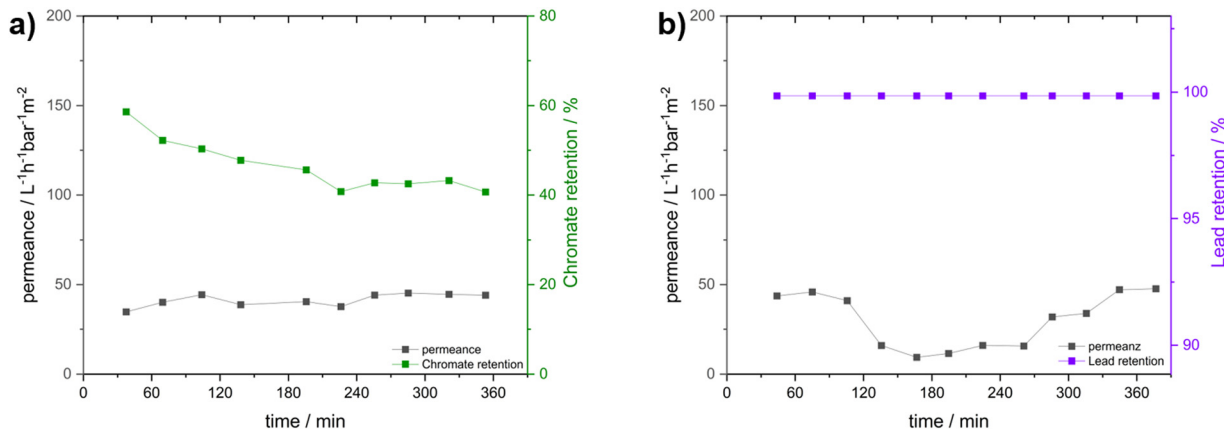 a)
200
150
100
50
0
permeance / L⁻¹h⁻¹bar⁻¹m⁻²
0
60
120
180
240
300
360
time / min
80
60
40
20
0
Chromate retention / %
permeance
Chromate retention
b)
200
150
100
50
0
permeance / L⁻¹h⁻¹bar⁻¹m⁻²
0
60
120
180
240
300
360
time / min
100
95
90
Lead retention / %
permeanz
Lead retention